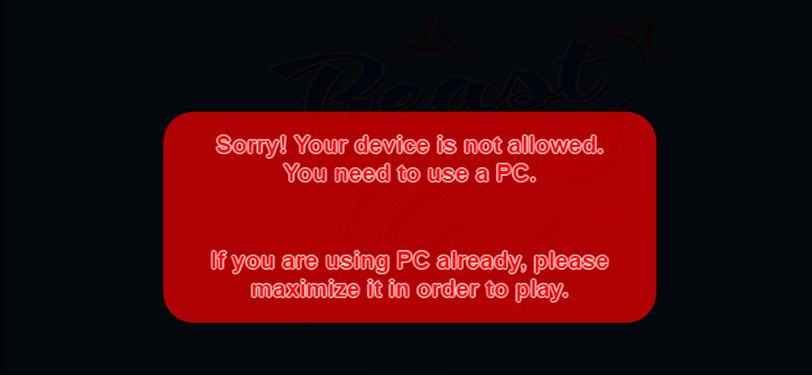 Beast
Sorry! Your device is not allowed.
You need to use a PC.
If you are using PC already, please
maximize it in order to play.